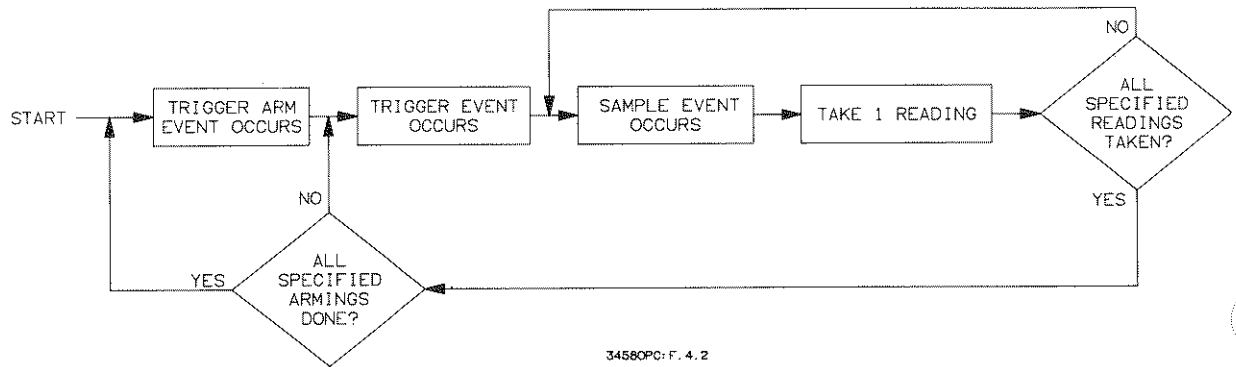 NO
START
TRIGGER ARM
EVENT OCCURS
TRIGGER EVENT
OCCURS
SAMPLE EVENT
OCCURS
TAKE 1 READING
ALL
SPECIFIED
READINGS
TAKEN?
NO
YES
YES
ALL
SPECIFIED
ARMINGS
DONE?
34580PC:F.4.2